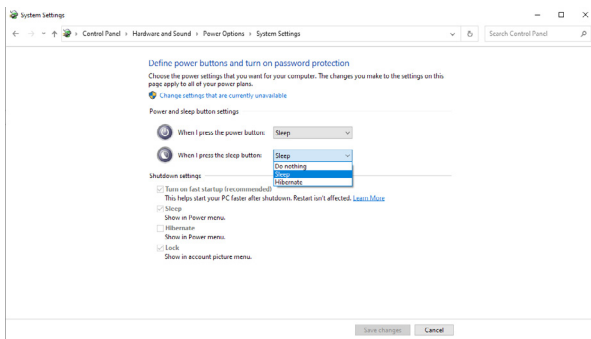 System Settings
Control Panel > Hardware and Sound > Power Options > System Settings
Search Control Panel
Define power buttons and turn on password protection
Choose the power settings that you want for your computer. The changes you make to the settings on this
page apply to all of your power plans.
Change settings that are currently unavailable
Power and sleep button settings
When I press the power button: Sleep
When I press the sleep button: Sleep
Do nothing
Sleep
Hibernate
Shutdown settings
Turn on fast startup (recommended)
This helps start your PC faster after shutdown. Restart isn't affected. Learn More
Sleep
Show in Power menu.
Hibernate
Show in Power menu.
Lock
Show in account picture menu.
Save changes Cancel